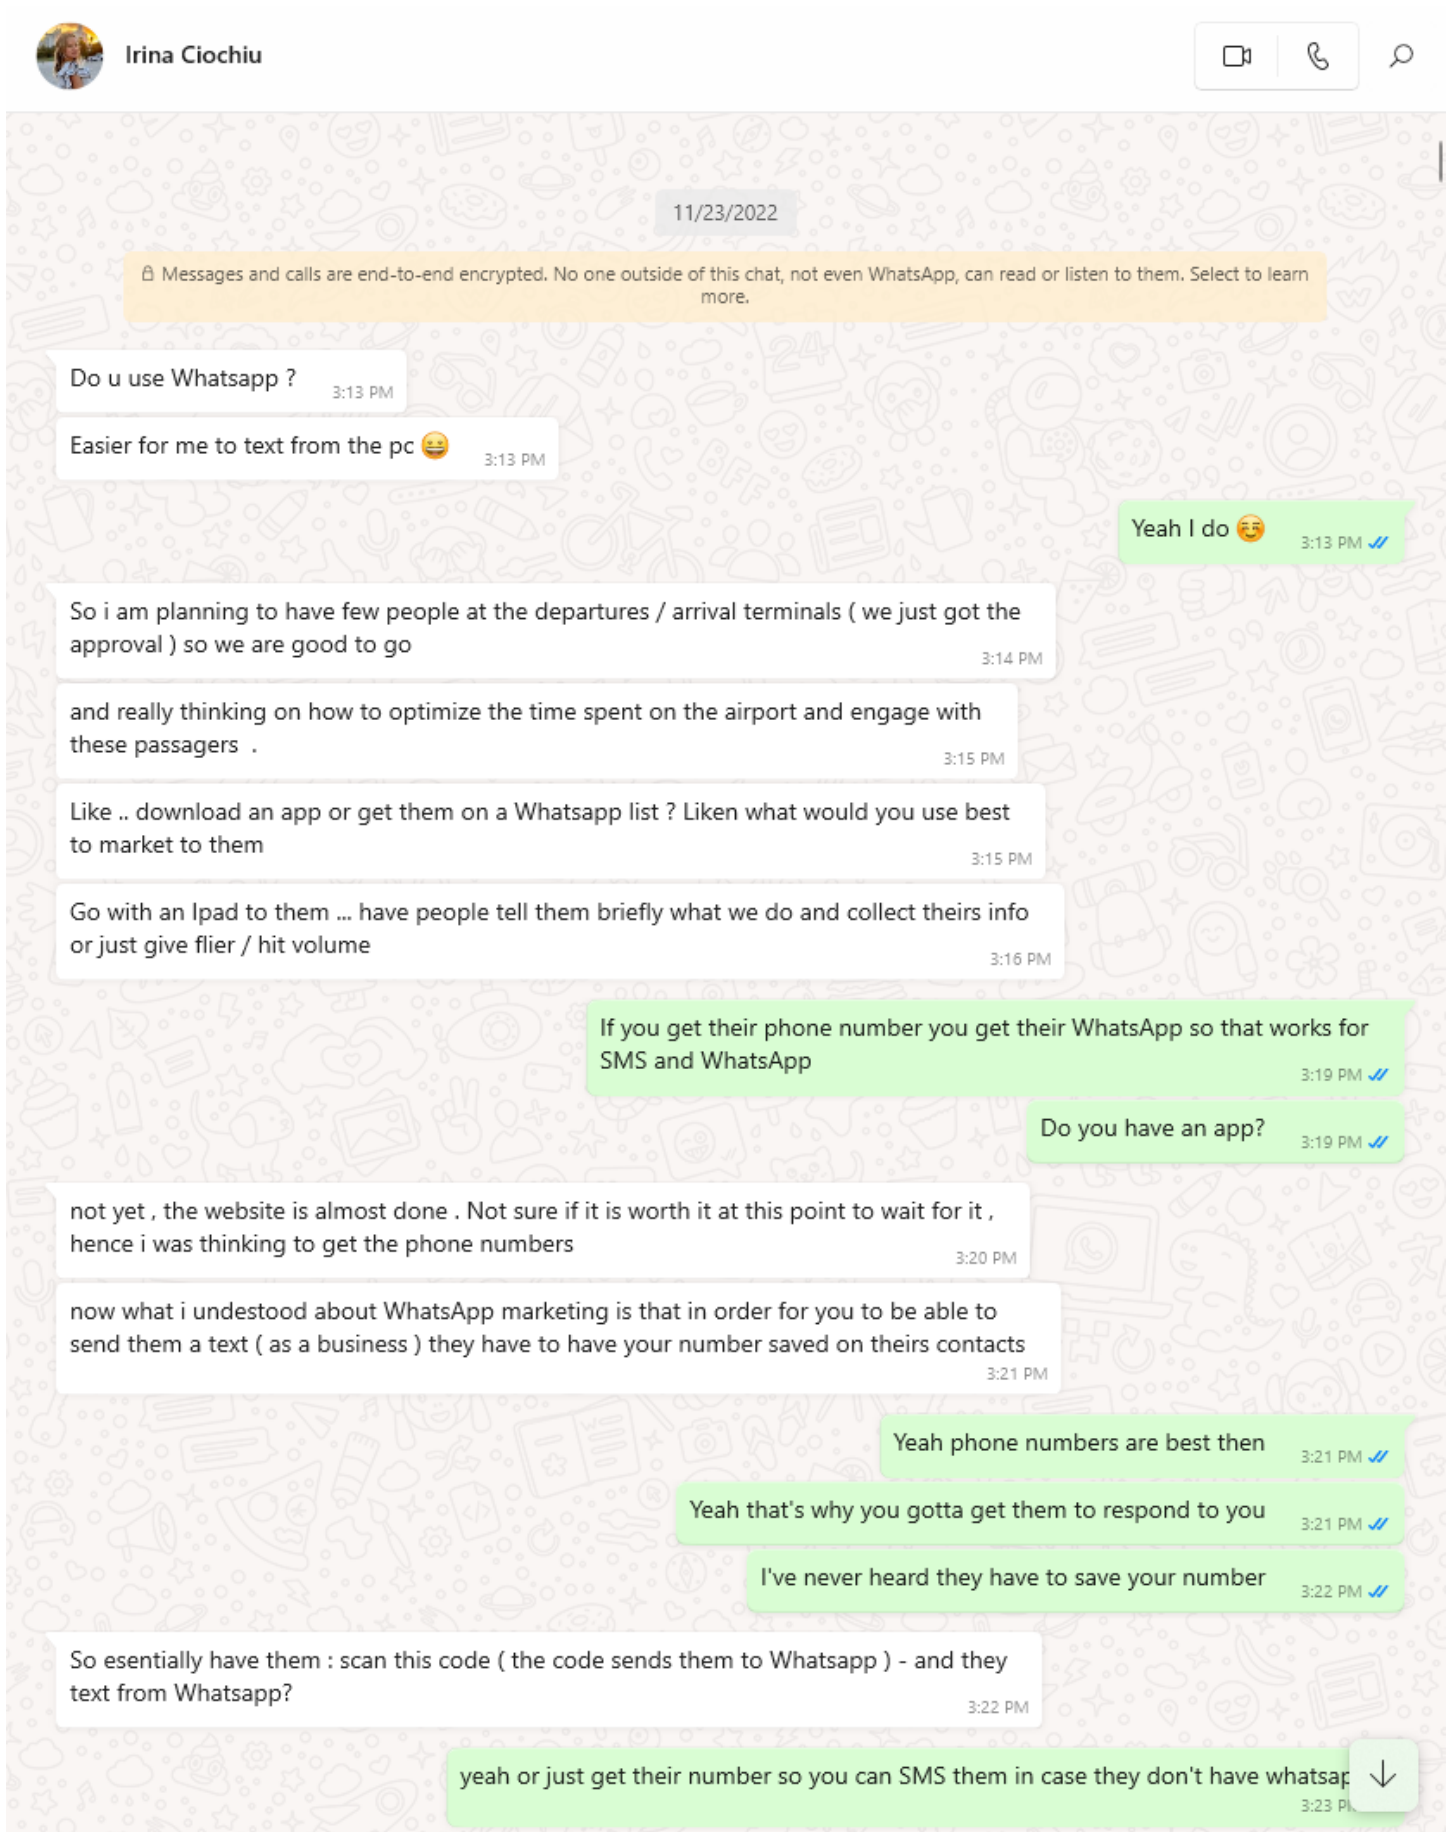 Irina Ciochiu
11/23/2022
Messages and calls are end-to-end encrypted. No one outside of this chat, not even WhatsApp, can read or listen to them. Select to learn
more.
Do u use Whatsapp ?
3:13 PM
Easier for me to text from the pc 😄
3:13 PM
Yeah I do ☺️
3:13 PM
So i am planning to have few people at the departures / arrival terminals ( we just got the
approval ) so we are good to go
3:14 PM
and really thinking on how to optimize the time spent on the airport and engage with
these passagers .
3:15 PM
Like .. download an app or get them on a Whatsapp list ? Liken what would you use best
to market to them
3:15 PM
Go with an Ipad to them ... have people tell them briefly what we do and collect theirs info
or just give flier / hit volume
3:16 PM
If you get their phone number you get their WhatsApp so that works for
SMS and WhatsApp
3:19 PM
Do you have an app?
3:19 PM
not yet , the website is almost done . Not sure if it is worth it at this point to wait for it ,
hence i was thinking to get the phone numbers
3:20 PM
now what i undestood about WhatsApp marketing is that in order for you to be able to
send them a text ( as a business ) they have to have your number saved on theirs contacts
3:21 PM
Yeah phone numbers are best then
3:21 PM
Yeah that's why you gotta get them to respond to you
3:21 PM
I've never heard they have to save your number
3:22 PM
So esentially have them : scan this code ( the code sends them to Whatsapp ) - and they
text from Whatsapp?
3:22 PM
yeah or just get their number so you can SMS them in case they don't have whatsap
3:23 P